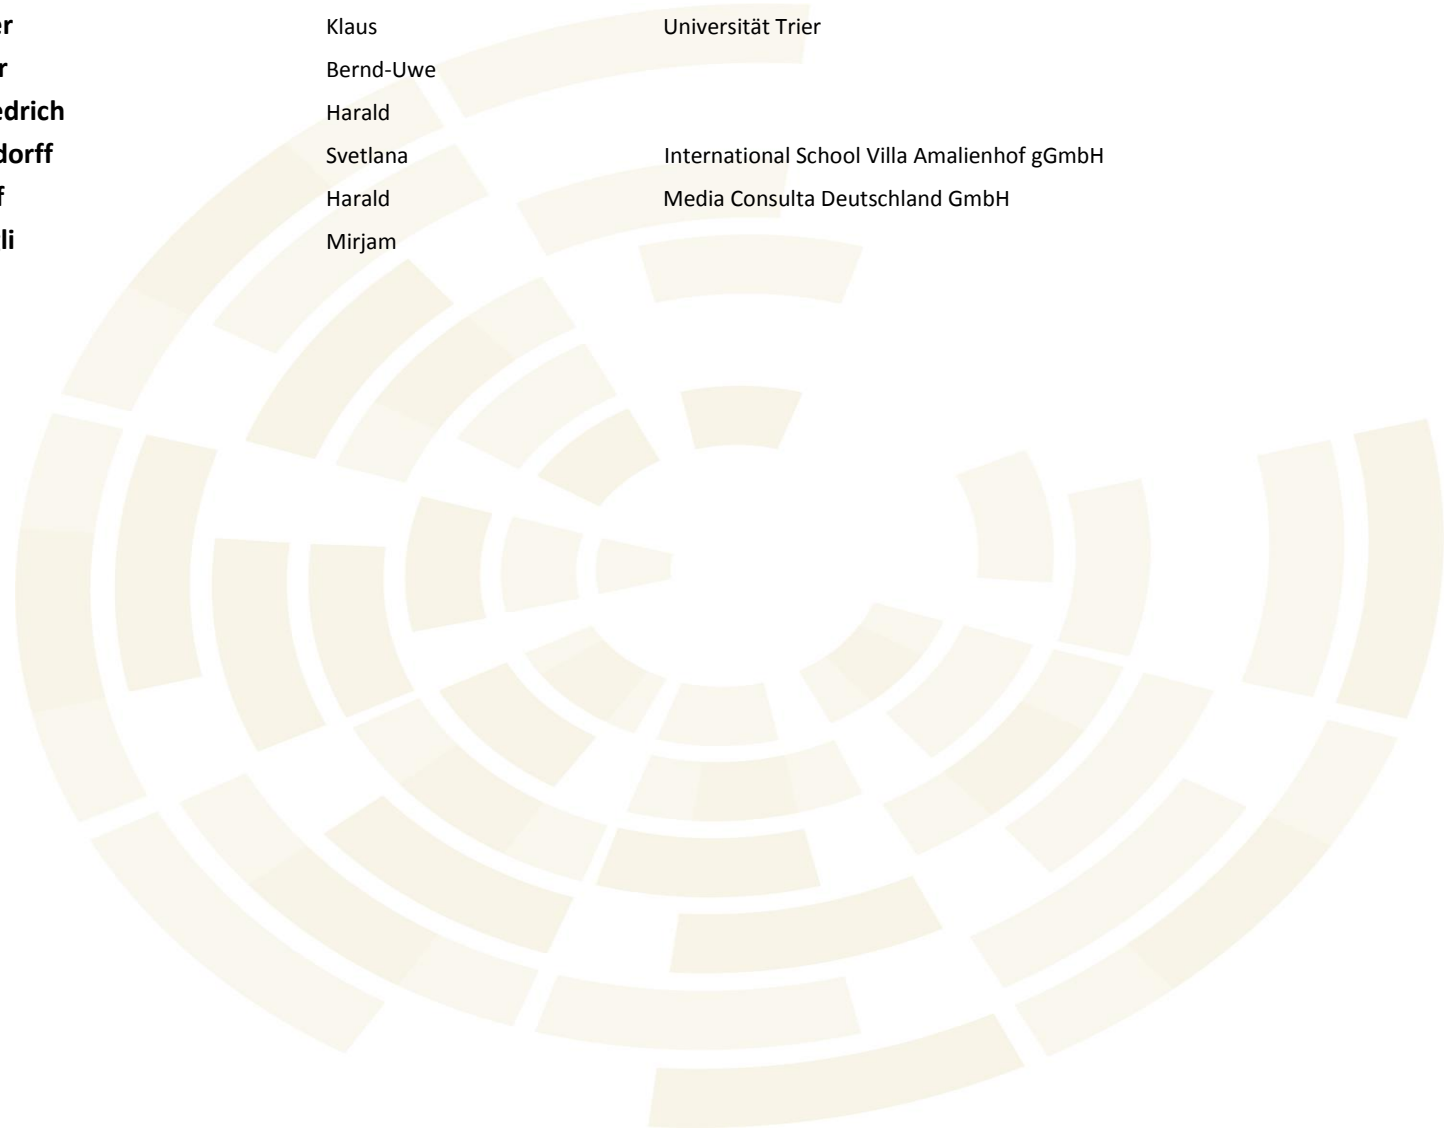 er Klaus Universität Trier
r Bernd-Uwe
edrich Harald
dorff Svetlana International School Villa Amalienhof gGmbH
f Harald Media Consulta Deutschland GmbH
li Mirjam